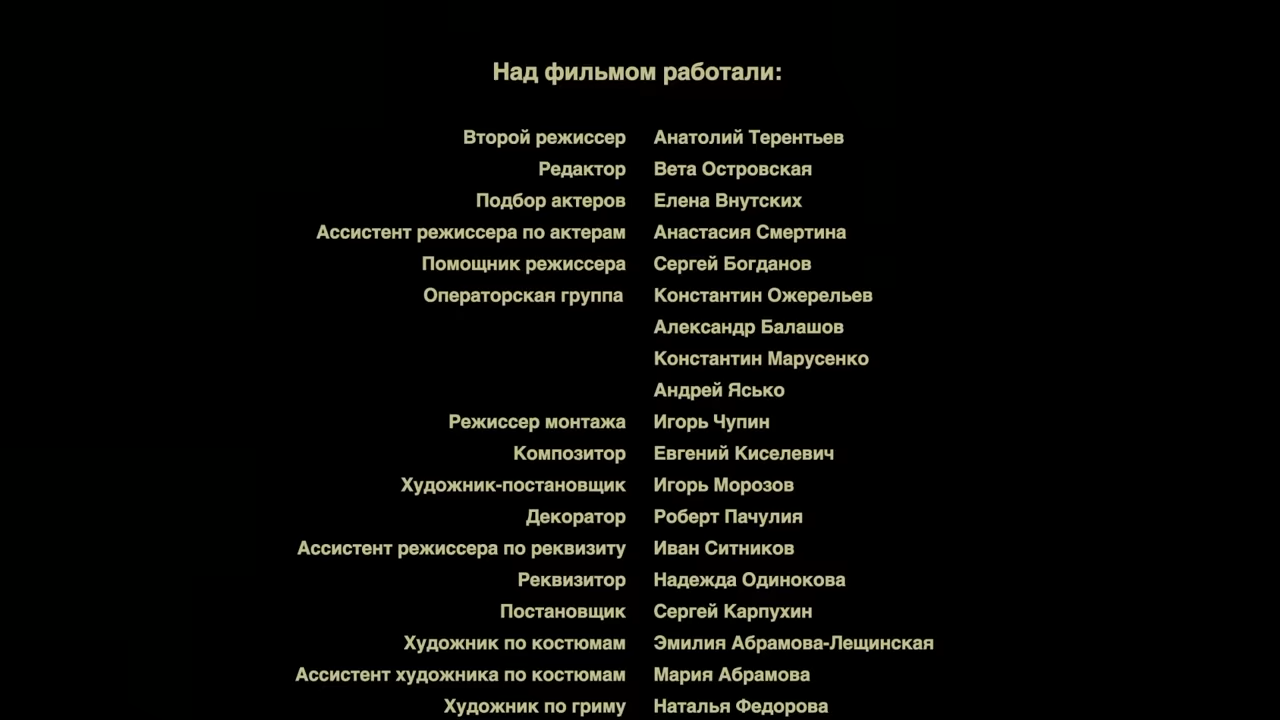 Над фильмом работали:
Второй режиссер Анатолий Терентьев
Редактор Вета Островская
Подбор актеров Елена Внутских
Ассистент режиссера по актерам Анастасия Смертина
Помощник режиссера Сергей Богданов
Операторская группа Константин Ожерельев
Александр Балашов
Константин Марусенко
Андрей Ясько
Режиссер монтажа Игорь Чупин
Композитор Евгений Киселевич
Художник-постановщик Игорь Морозов
Декоратор Роберт Пачулия
Ассистент режиссера по реквизиту Иван Ситников
Реквизитор Надежда Одинокова
Постановщик Сергей Карпухин
Художник по костюмам Эмилия Абрамова-Лещинская
Ассистент художника по костюмам Мария Абрамова
Художник по гриму Наталья Федорова